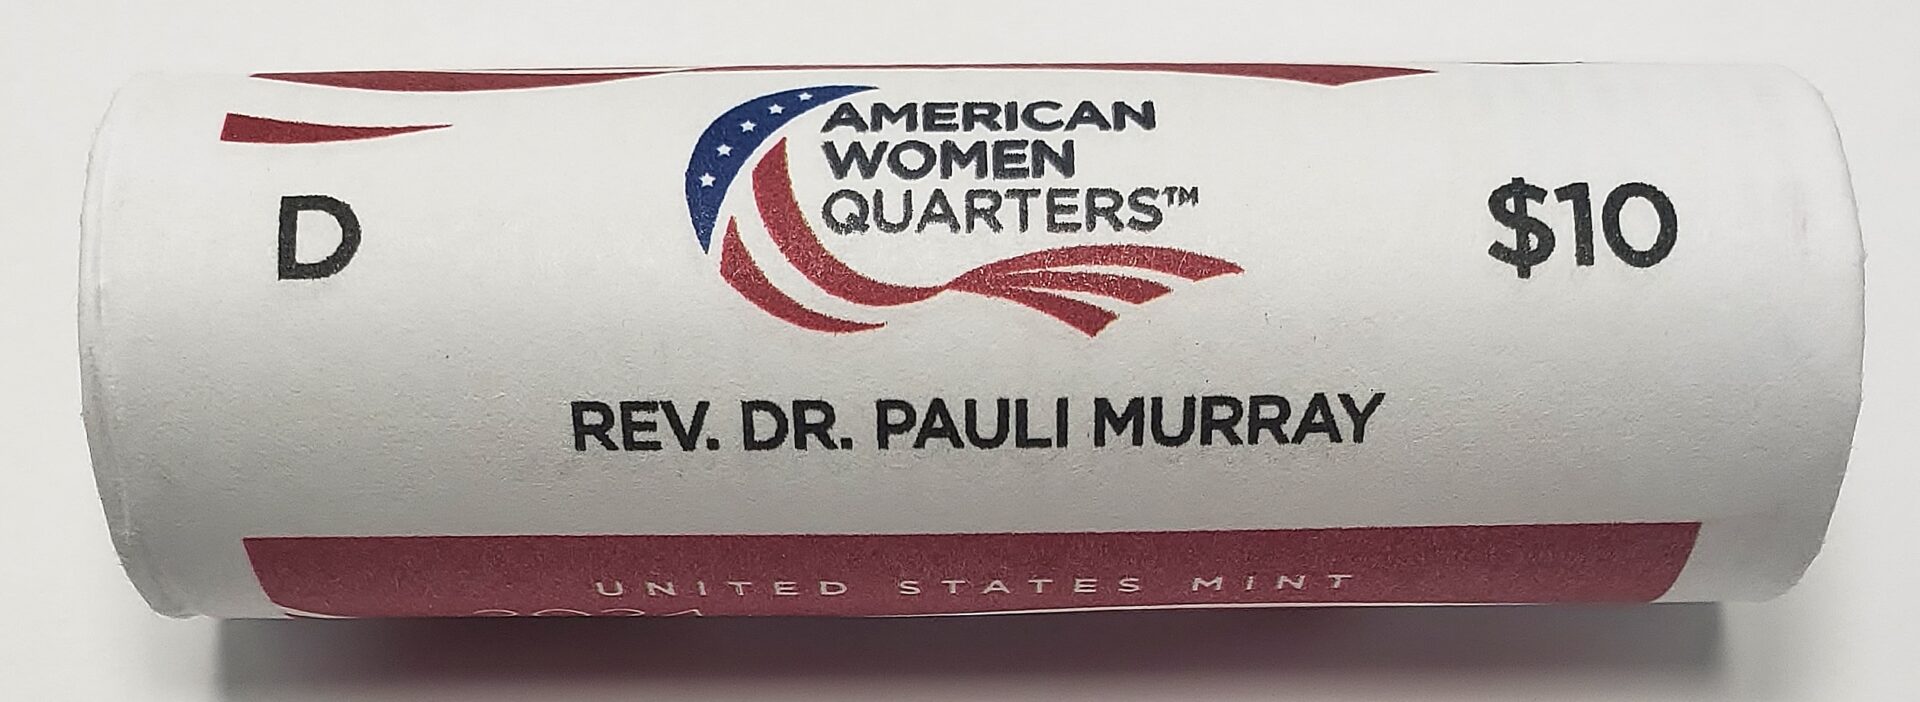 AMERICAN
WOMEN
QUARTERS™
D
$10
REV. DR. PAULI MURRAY
UNITED STATES MINT